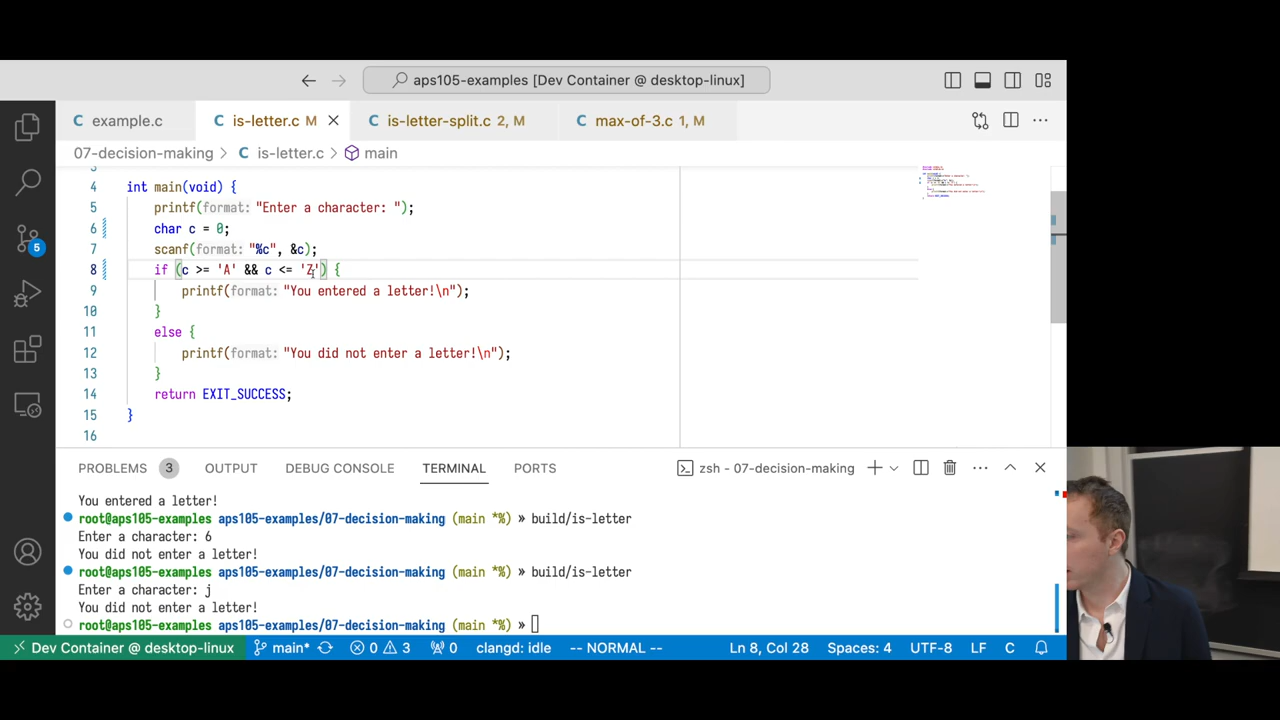 aps105-examples [Dev Container @ desktop-linux]
C example.c C is-letter.c M C is-letter-split.c 2, M C max-of-3.c 1, M
07-decision-making > C is-letter.c > main
3
4 int main(void) {
5 printf(format: "Enter a character: ");
6 char c = 0;
7 scanf(format: "%c", &c);
8 if (c >= 'A' && c <= 'Z') {
9 printf(format: "You entered a letter!\n");
10 }
11 else {
12 printf(format: "You did not enter a letter!\n");
13 }
14 return EXIT_SUCCESS;
15 }
16
5
PROBLEMS 3 OUTPUT DEBUG CONSOLE TERMINAL PORTS zsh - 07-decision-making
You entered a letter!
root@aps105-examples aps105-examples/07-decision-making (main *%) » build/is-letter
Enter a character: 6
You did not enter a letter!
root@aps105-examples aps105-examples/07-decision-making (main *%) » build/is-letter
Enter a character: j
You did not enter a letter!
root@aps105-examples aps105-examples/07-decision-making (main *%) »
Dev Container @ desktop-linux main* 0 3 0 clangd: idle -- NORMAL -- Ln 8, Col 28 Spaces: 4 UTF-8 LF C